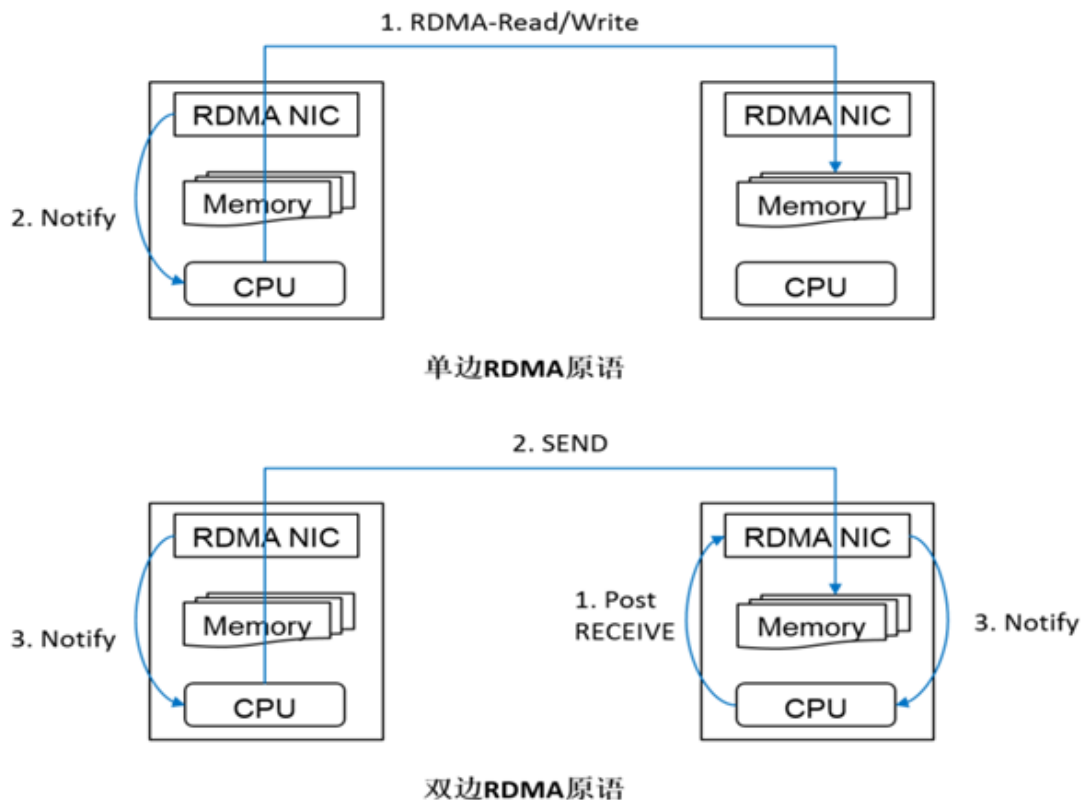 1. RDMA-Read/Write
RDMA NIC
RDMA NIC
Memory
Memory
2. Notify
CPU
CPU
单边RDMA原语
2. SEND
RDMA NIC
RDMA NIC
1. Post
RECEIVE
Memory
Memory
3. Notify
3. Notify
CPU
CPU
双边RDMA原语